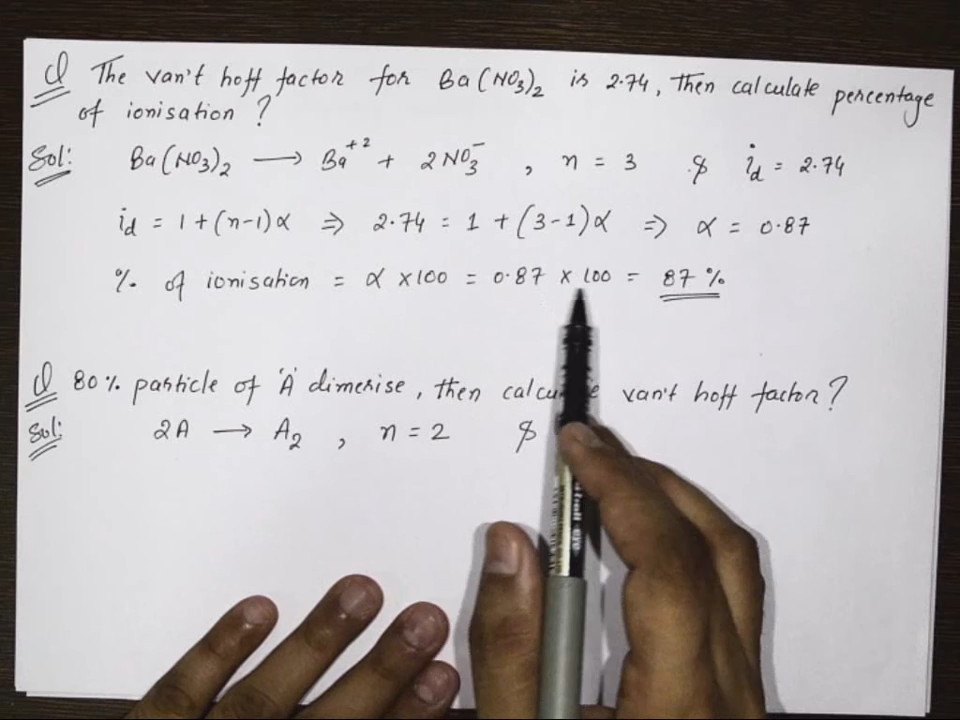 Q The van't hoff factor for Ba(NO3)2 is 2.74, Then calculate percentage
of ionisation ?
Sol: Ba(NO3)2 ⟶ Ba+2 + 2NO3− , n = 3 & id = 2.74
id = 1+(n-1)α ⇒ 2.74 = 1 + (3-1)α ⇒ α = 0.87
% of ionisation = α ×100 = 0.87 × 100 = 87 %
Q 80% particle of 'A' dimerise, then van't hoff factor?
Sol: 2A ⟶ A2 , n = 2 &